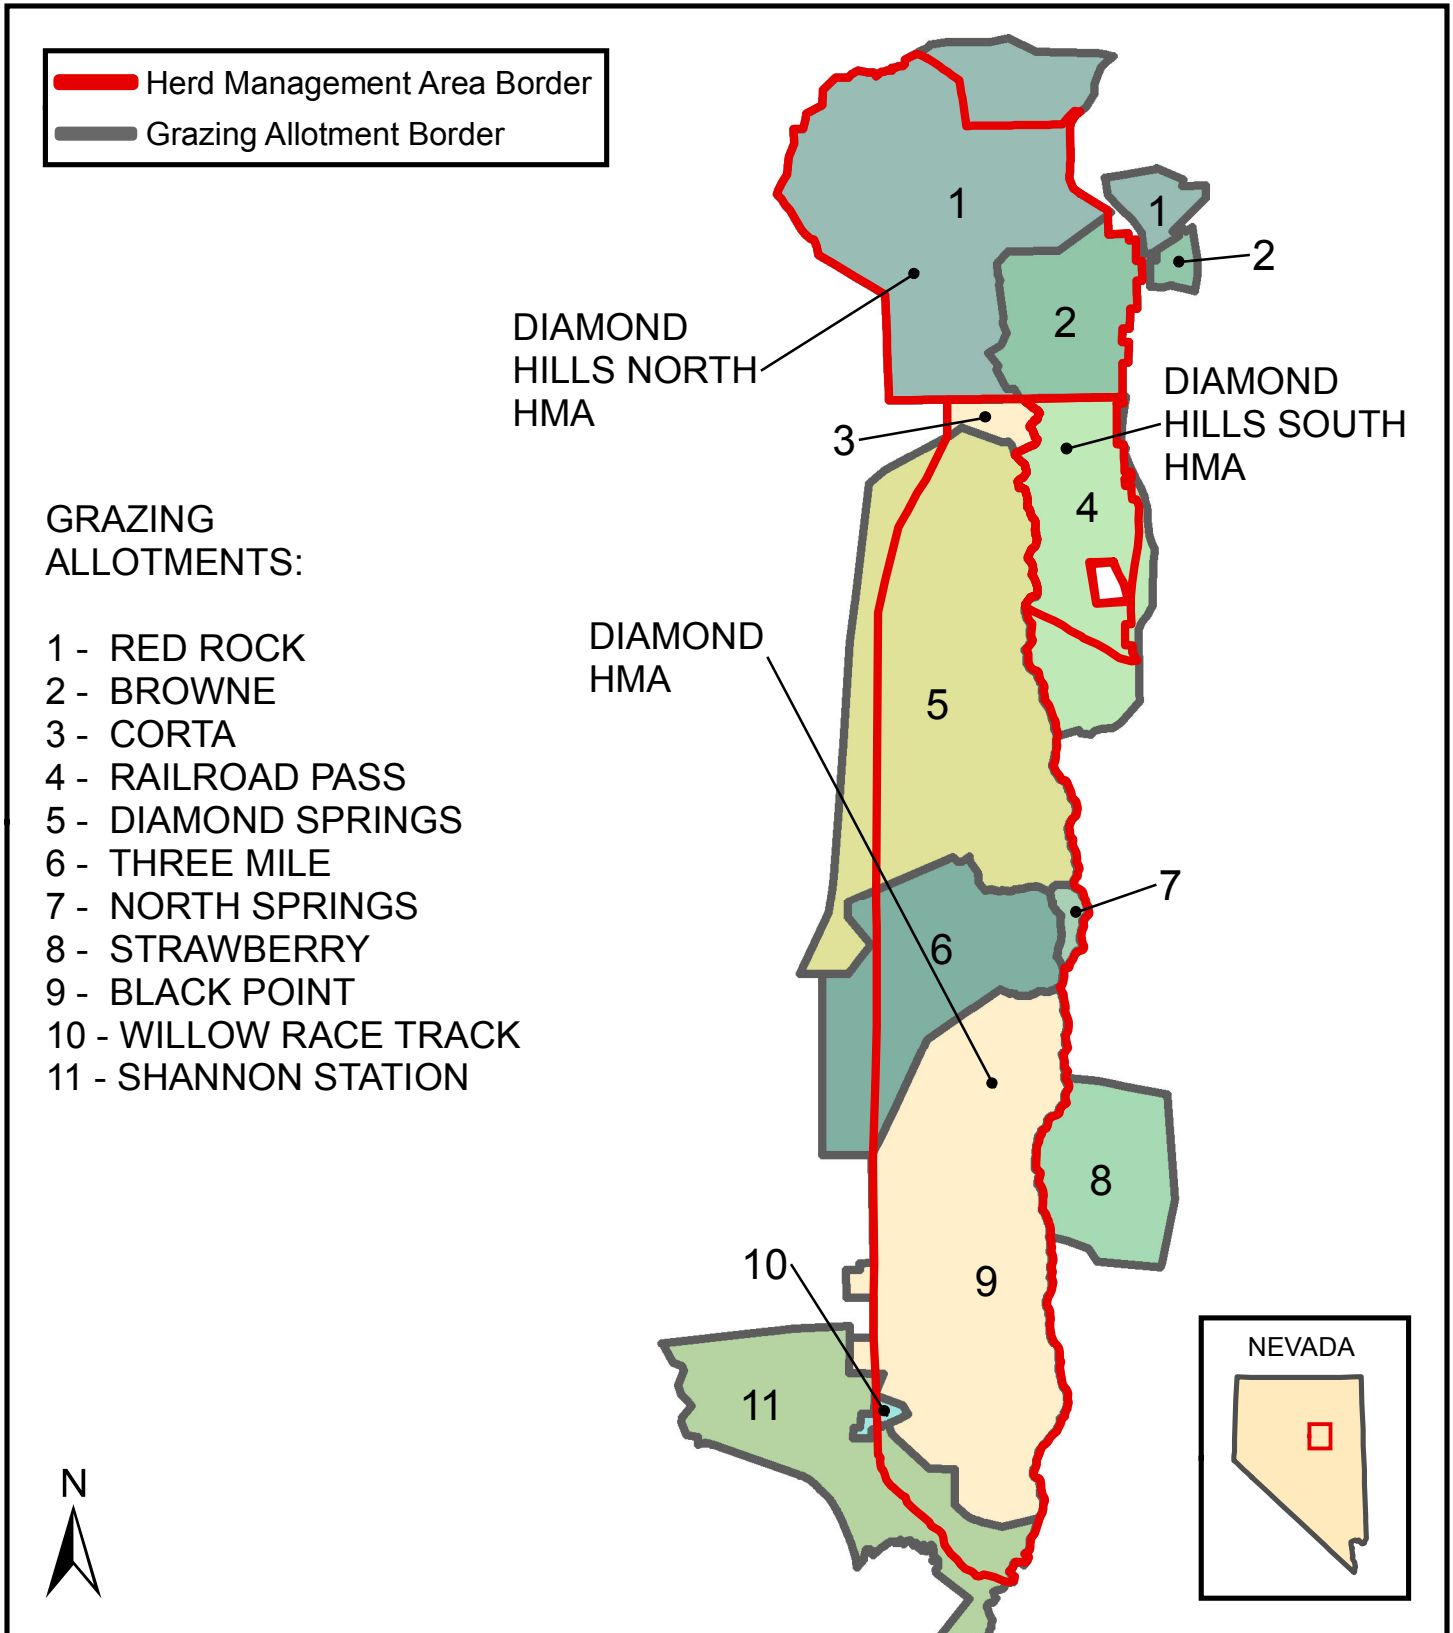 Herd Management Area Border
Grazing Allotment Border
1
1
2
2
DIAMOND
HILLS NORTH
HMA
DIAMOND
HILLS SOUTH
HMA
3
4
GRAZING
ALLOTMENTS:
1 - RED ROCK
2 - BROWNE
3 - CORTA
4 - RAILROAD PASS
5 - DIAMOND SPRINGS
6 - THREE MILE
7 - NORTH SPRINGS
8 - STRAWBERRY
9 - BLACK POINT
10 - WILLOW RACE TRACK
11 - SHANNON STATION
DIAMOND
HMA
5
7
6
8
10
9
11
NEVADA
N